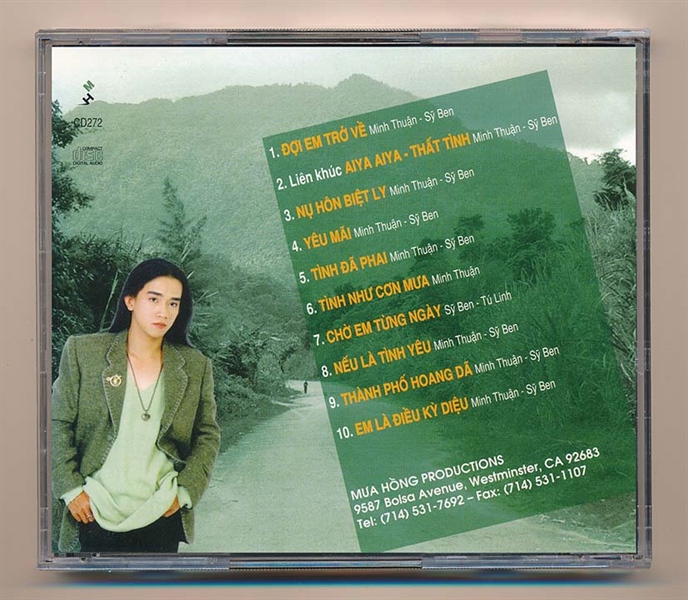 HM
CD272
COMPACT
disc
DIGITAL AUDIO
1. ĐỢI EM TRỞ VỀ Minh Thuận - Sỹ Ben
2. Liên khúc AIYA AIYA - THẤT TÌNH Minh Thuận - Sỹ Ben
3. NỤ HÔN BIỆT LY Minh Thuận - Sỹ Ben
4. YÊU MÃI Minh Thuận - Sỹ Ben
5. TÌNH ĐÃ PHAI Minh Thuận - Sỹ Ben
6. TÌNH NHƯ CƠN MƯA Minh Thuận
7. CHỜ EM TỪNG NGÀY Sỹ Ben - Tú Linh
8. NẾU LÀ TÌNH YÊU Minh Thuận - Sỹ Ben
9. THÀNH PHỐ HOANG DÃ Minh Thuận - Sỹ Ben
10. EM LÀ ĐIỀU KỲ DIỆU Minh Thuận - Sỹ Ben
MƯA HỒNG PRODUCTIONS
9587 Bolsa Avenue, Westminster, CA 92683
Tel: (714) 531-7692 – Fax: (714) 531-1107